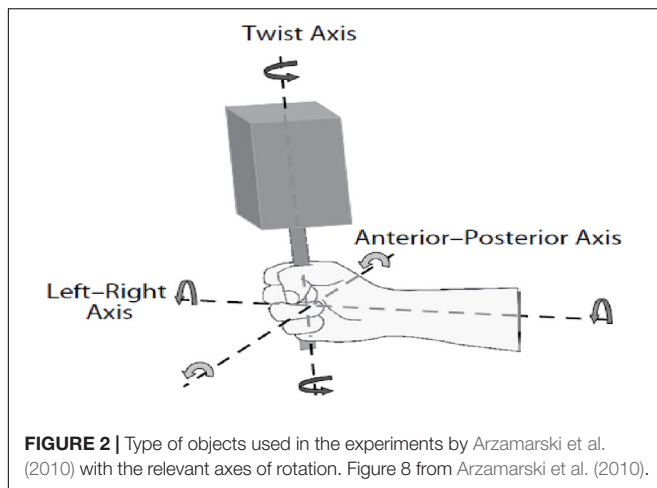 Twist Axis
Anterior–Posterior Axis
Left–Right
Axis
FIGURE 2 | Type of objects used in the experiments by Arzamarski et al.
(2010) with the relevant axes of rotation. Figure 8 from Arzamarski et al. (2010).